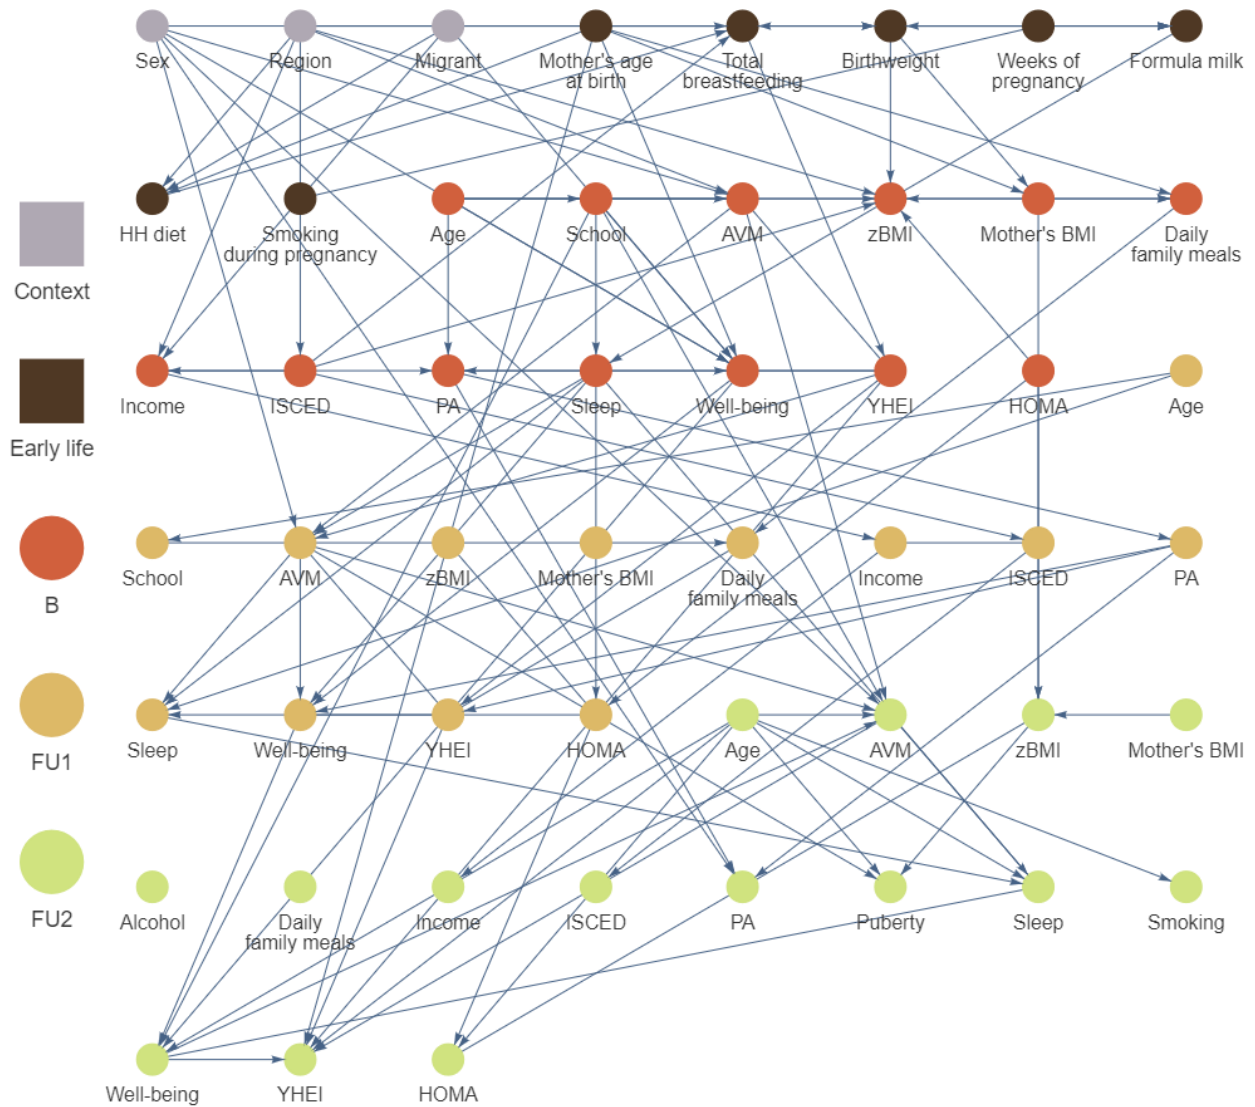 Sex Region Migrant Mother's age Total Birthweight Weeks of Formula milk
at birth breastfeeding pregnancy
HH diet Smoking Age School AVM zBMI Mother's BMI Daily
during pregnancy family meals
Context
Income ISCED PA Sleep Well-being YHEI HOMA Age
Early life
School AVM zBMI Mother's BMI Daily Income ISCED PA
family meals
B
Sleep Well-being YHEI HOMA Age AVM zBMI Mother's BMI
FU1
Alcohol Daily Income ISCED PA Puberty Sleep Smoking
family meals
FU2
Well-being YHEI HOMA